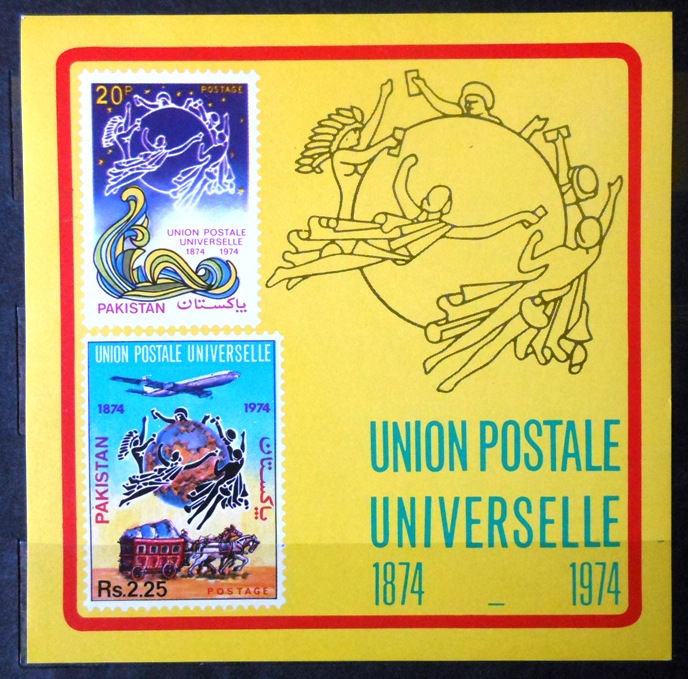 20P POSTAGE
UNION POSTALE
UNIVERSELLE
1874 1974
PAKISTAN پاکستان
UNION POSTALE UNIVERSELLE
1874 1974
PAKISTAN
پاکستان
Rs.2.25 POSTAGE
UNION POSTALE
UNIVERSELLE
1874 _ 1974